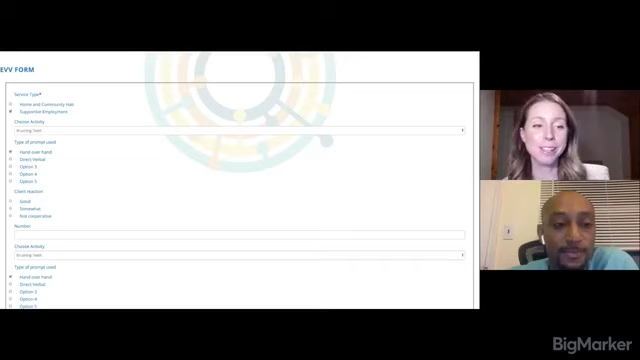 EVV FORM
Service Type*
Home and Community Hab
Supportive Employment
Choose Activity
Brushing Teeth
Type of prompt used
Hand over hand
Direct Verbal
Option 3
Option 4
Option 5
Client reaction
Good
Somewhat
Not cooperative
Number
Choose Activity
Brushing Teeth
Type of prompt used
Hand over hand
Direct Verbal
Option 3
Option 4
Option 5
BigMarker